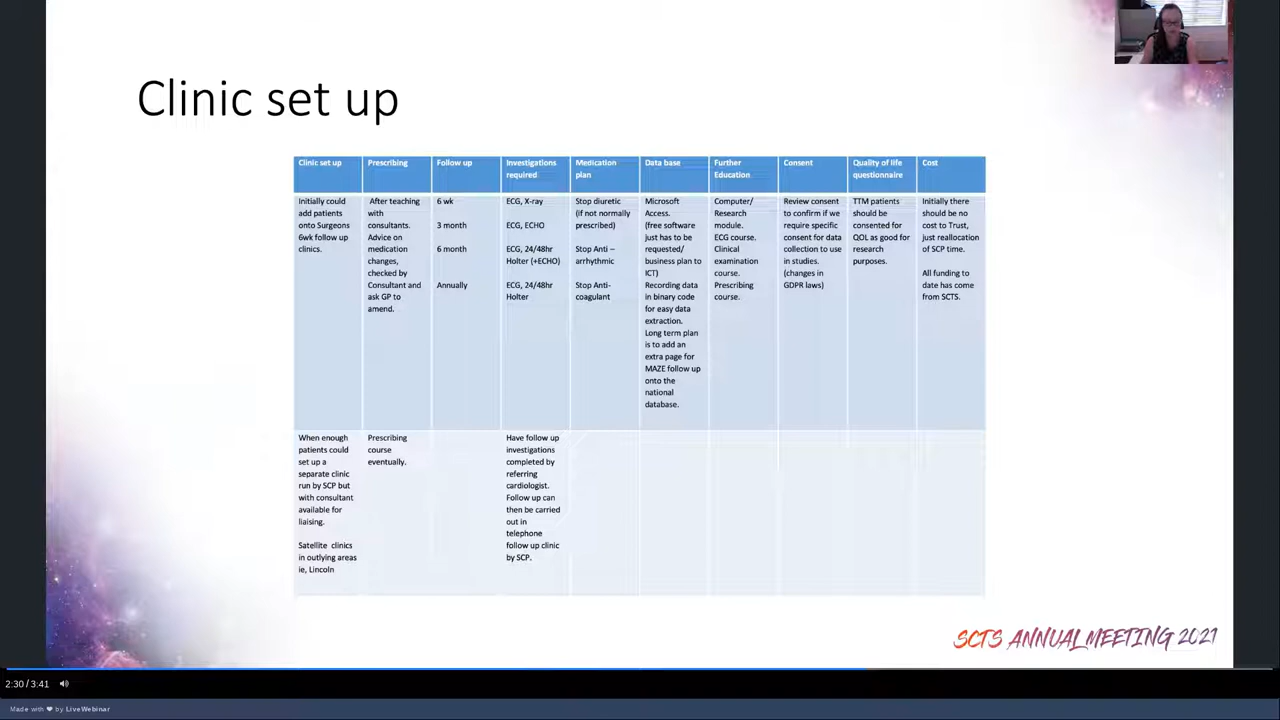 Clinic set up
Clinic set up
Prescribing
Follow up
Investigations
required
Medication
plan
Data base
Further
Education
Consent
Quality of life
questionnaire
Cost
Initially could
add patients
onto Surgeons
6wk follow up
clinics.
After teaching
with
consultants.
Advice on
medication
changes,
checked by
Consultant and
ask GP to
amend.
6 wk
3 month
6 month
Annually
ECG, X-ray
ECG, ECHO
ECG, 24/48hr
Holter (+ECHO)
ECG, 24/48hr
Holter
Stop diuretic
(if not normally
prescribed)
Stop Anti –
arrhythmic
Stop Anti-
coagulant
Microsoft
Access.
(free software
just has to be
requested/
business plan to
ICT)
Recording data
in binary code
for easy data
extraction.
Long term plan
is to add an
extra page for
MAZE follow up
onto the
national
database.
Computer/
Research
module.
ECG course.
Clinical
examination
course.
Prescribing
course.
Review consent
to confirm if we
require specific
consent for data
collection to use
in studies.
(changes in
GDPR laws)
TTM patients
should be
consented for
QOL as good for
research
purposes.
Initially there
should be no
cost to Trust,
just reallocation
of SCP time.
All funding to
date has come
from SCTS.
When enough
patients could
set up a
separate clinic
run by SCP but
with consultant
available for
liaising.
Satellite clinics
in outlying areas
ie, Lincoln
Prescribing
course
eventually.
Have follow up
investigations
completed by
referring
cardiologist.
Follow up can
then be carried
out in
telephone
follow up clinic
by SCP.
SCTS ANNUAL MEETING 2021
2:30 / 3:41
Made with ❤ by LiveWebinar